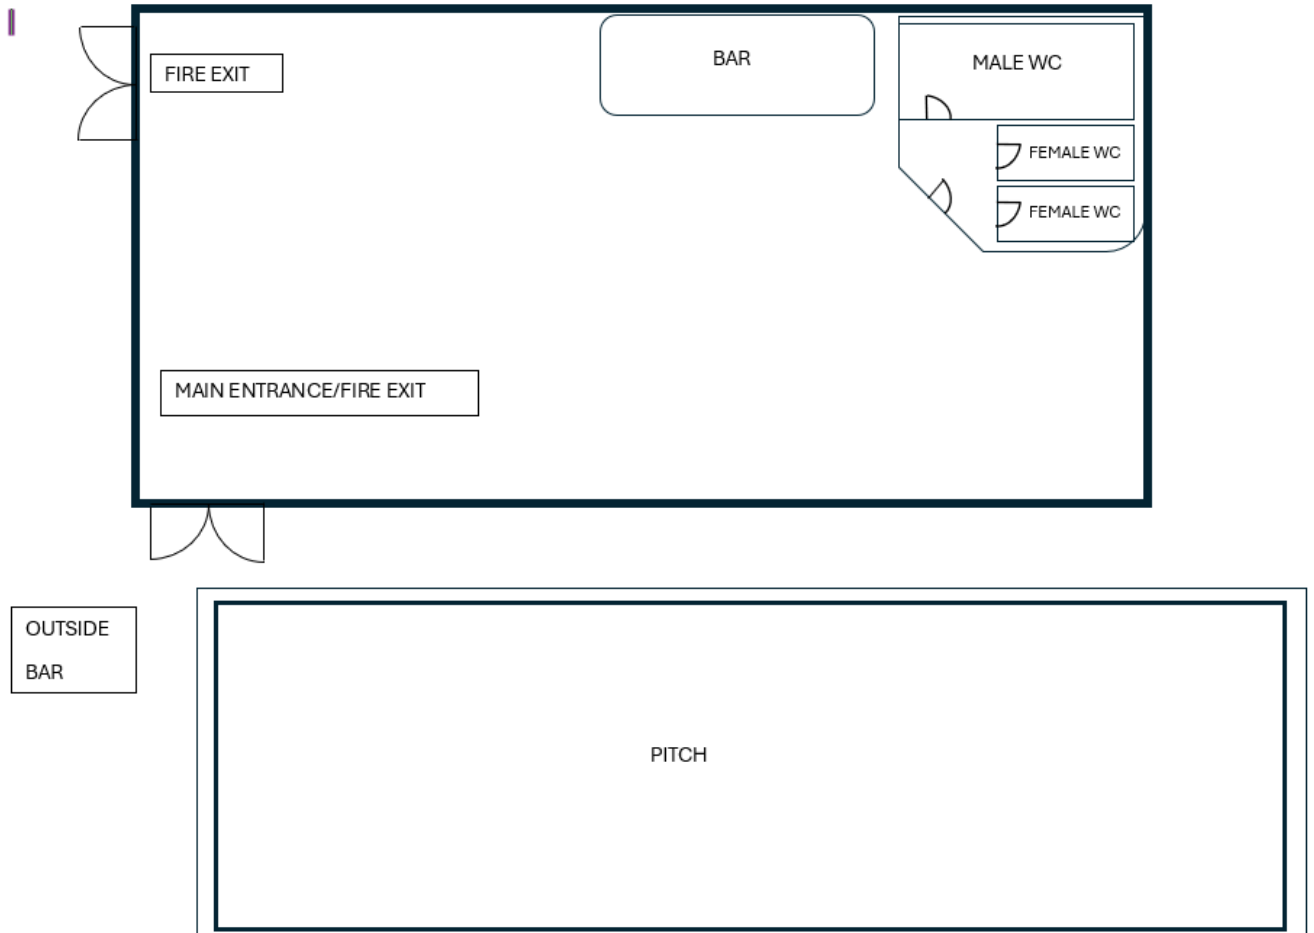 BAR
MALE WC
FIRE EXIT
FEMALE WC
FEMALE WC
MAIN ENTRANCE/FIRE EXIT
OUTSIDE
BAR
PITCH